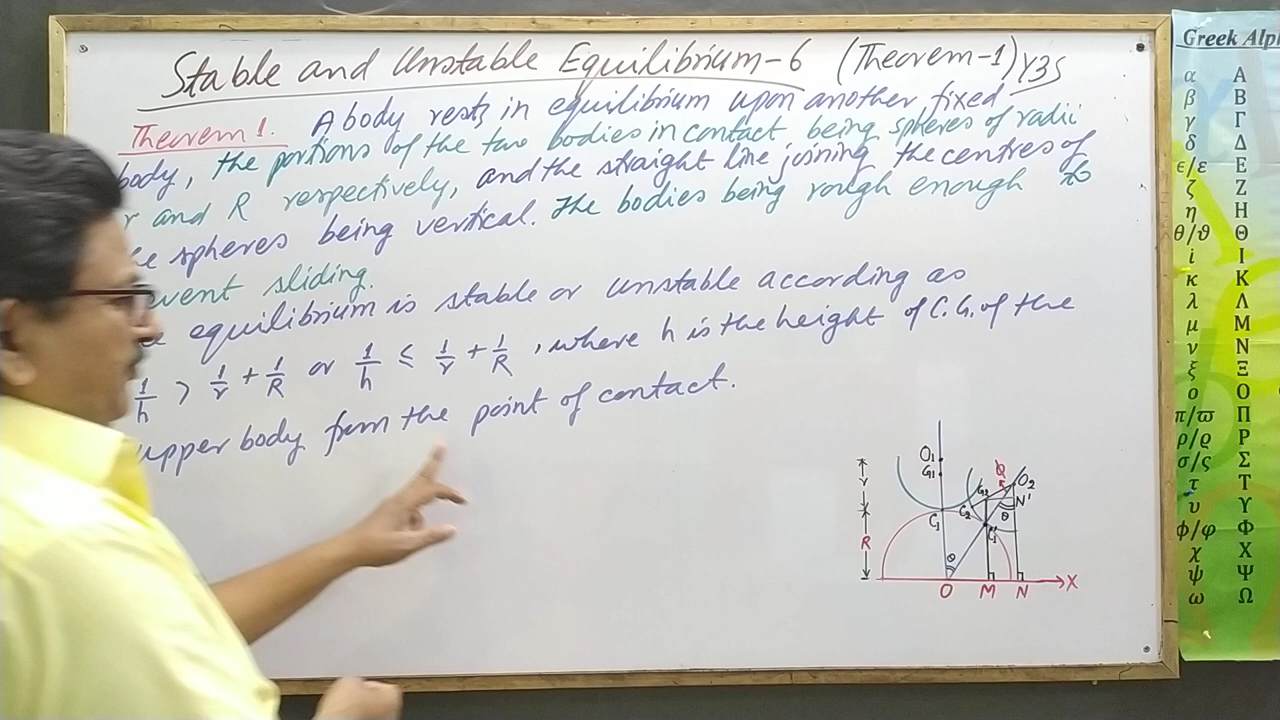 Stable and Unstable Equilibrium-6 (Theorem-1) Y3S
Theorem 1. A body rests in equilibrium upon another fixed
body, the portions of the two bodies in contact being spheres of radii
r and R respectively, and the straight line joining the centres of
spheres being vertical. The bodies being rough enough to
vent sliding.
equilibrium is stable or unstable according as
1/h > 1/r + 1/R or 1/h ≤ 1/r + 1/R, where h is the height of C.G. of the
upper body from the point of contact.
O1
G1
r
R
C1
C2
G2
φ
O2
N'
θ
C1'
θ
O M N X
Greek Alp
α Α
β Β
γ Γ
δ Δ
ϵ/ε Ε
ζ Ζ
η Η
θ/ϑ Θ
i Ι
κ Κ
λ Λ
μ Μ
ν Ν
ξ Ξ
ο Ο
π/ϖ Π
ρ/ϱ Ρ
σ/ς Σ
τ Τ
υ Υ
ϕ/φ Φ
χ Χ
ψ Ψ
ω Ω